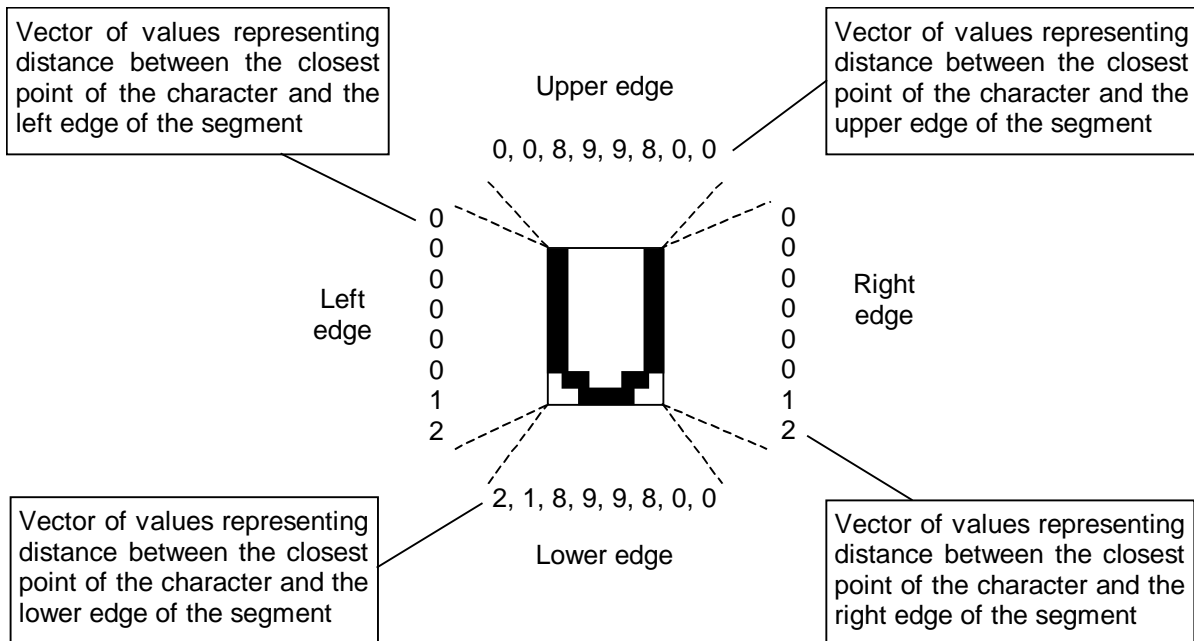 Vector of values representing
distance between the closest
point of the character and the
left edge of the segment
Vector of values representing
distance between the closest
point of the character and the
upper edge of the segment
Upper edge
0, 0, 8, 9, 9, 8, 0, 0
0
0
0
0
0
0
1
2
Left
edge
0
0
0
0
0
0
1
2
Right
edge
2, 1, 8, 9, 9, 8, 0, 0
Lower edge
Vector of values representing
distance between the closest
point of the character and the
lower edge of the segment
Vector of values representing
distance between the closest
point of the character and the
right edge of the segment